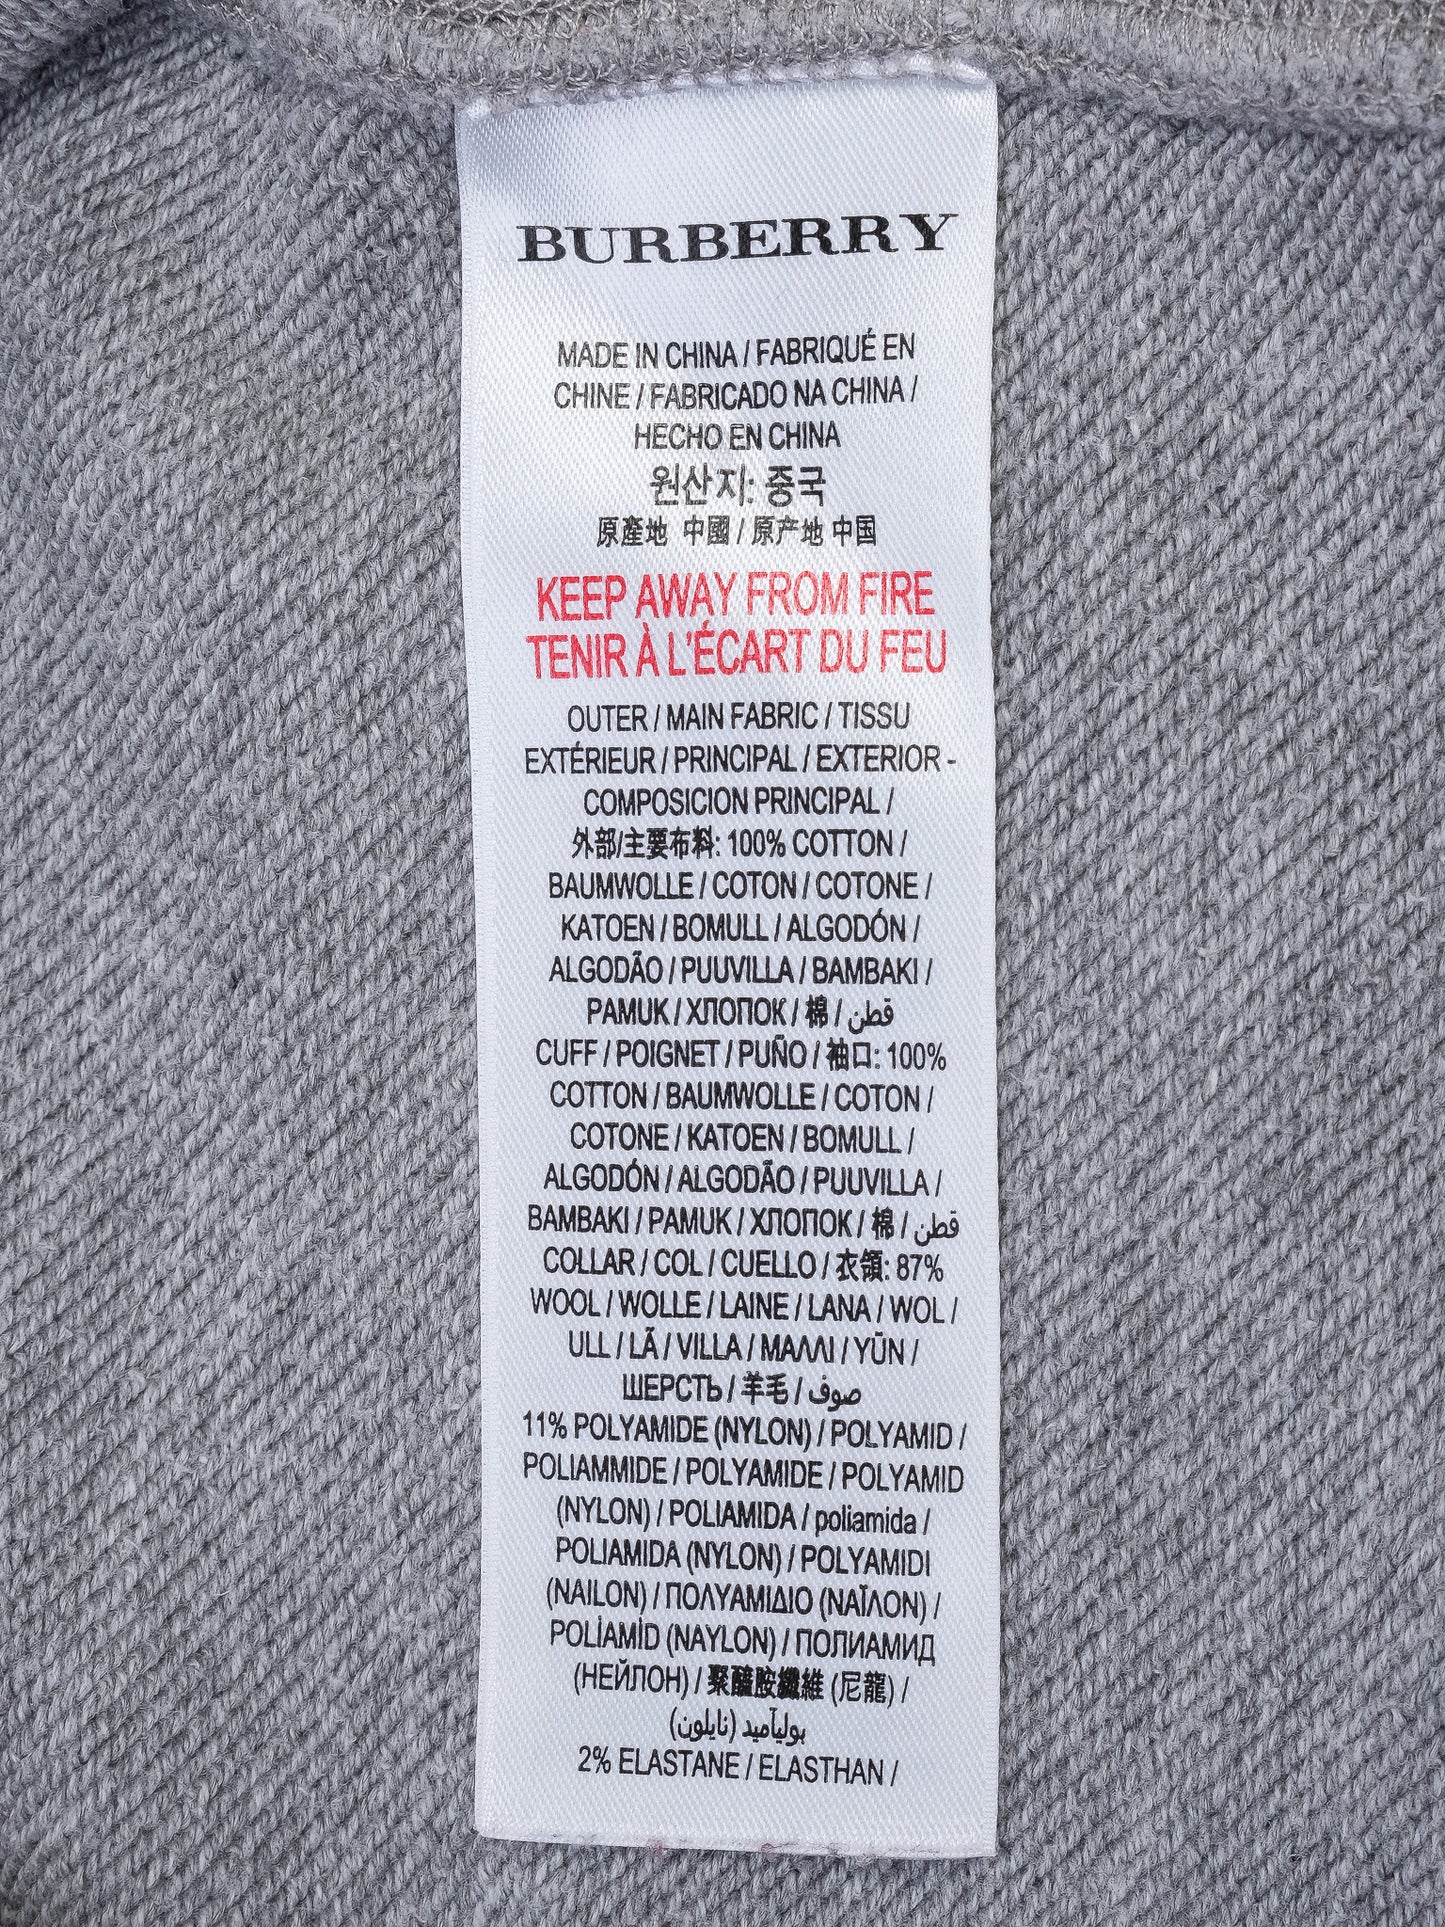 BURBERRY
MADE IN CHINA / FABRIQUÉ EN
CHINE / FABRICADO NA CHINA /
HECHO EN CHINA
원산지: 중국
原產地 中國 / 原产地 中国
KEEP AWAY FROM FIRE
TENIR À L'ÉCART DU FEU
OUTER / MAIN FABRIC / TISSU
EXTÉRIEUR / PRINCIPAL / EXTERIOR -
COMPOSICION PRINCIPAL /
外部/主要布料: 100% COTTON /
BAUMWOLLE / COTON / COTONE /
KATOEN / BOMULL / ALGODÓN /
ALGODÃO / PUUVILLA / BAMBAKI /
PAMUK / ХЛОПОК / 棉 / قطن
CUFF / POIGNET / PUÑO / 袖口: 100%
COTTON / BAUMWOLLE / COTON /
COTONE / KATOEN / BOMULL /
ALGODÓN / ALGODÃO / PUUVILLA /
BAMBAKI / PAMUK / ХЛОПОК / 棉 / قطن
COLLAR / COL / CUELLO / 衣領: 87%
WOOL / WOLLE / LAINE / LANA / WOL /
ULL / LÃ / VILLA / ΜΑΛΛΙ / YŪN /
ШЕРСТЬ / 羊毛 / صوف
11% POLYAMIDE (NYLON) / POLYAMID /
POLIAMMIDE / POLYAMIDE / POLYAMID
(NYLON) / POLIAMIDA / poliamida /
POLIAMIDA (NYLON) / POLYAMIDI
(NAILON) / ΠΟΛΥΑΜΙΔΙΟ (ΝΑΪΛΟΝ) /
POLİAMİD (NAYLON) / ПОЛИАМИД
(НЕЙЛОН) / 聚醯胺纖維 (尼龍) /
بوليآميد (نايلون)
2% ELASTANE / ELASTHAN /